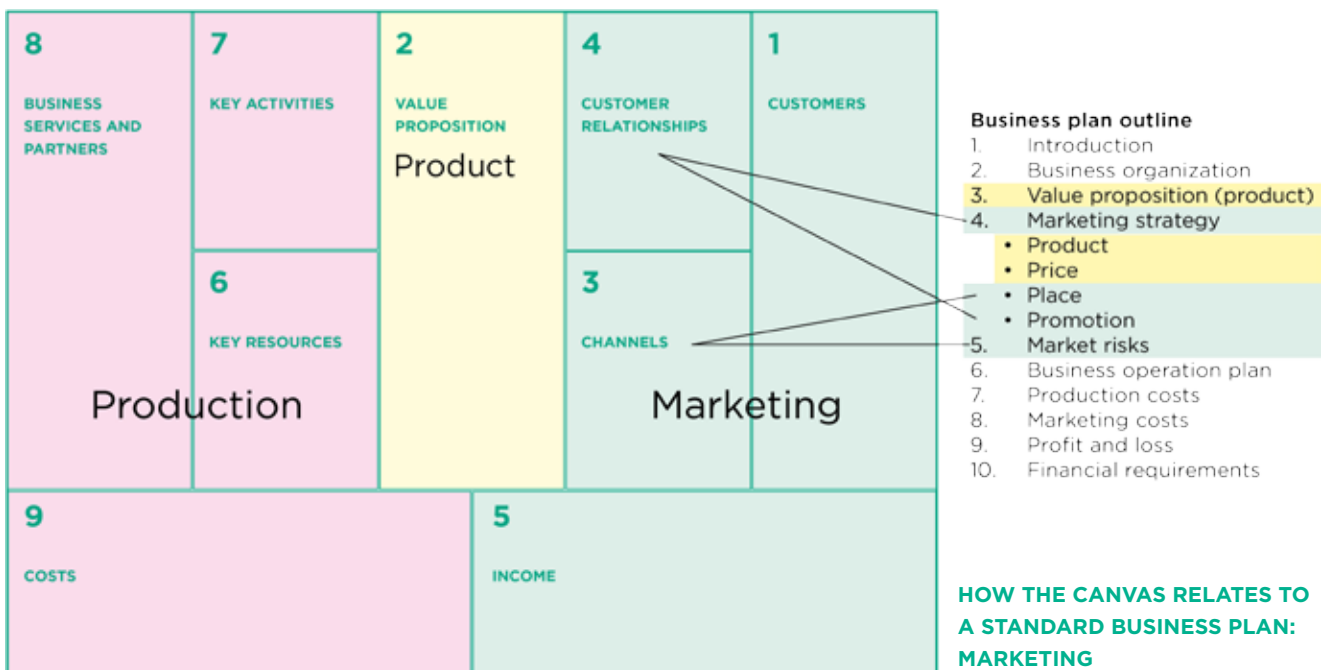 8
BUSINESS
SERVICES AND
PARTNERS
7
KEY ACTIVITIES
6
KEY RESOURCES
Production
2
VALUE
PROPOSITION
Product
4
CUSTOMER
RELATIONSHIPS
3
CHANNELS
1
CUSTOMERS
Marketing
9
COSTS
5
INCOME
Business plan outline
1. Introduction
2. Business organization
3. Value proposition (product)
4. Marketing strategy
• Product
• Price
• Place
• Promotion
5. Market risks
6. Business operation plan
7. Production costs
8. Marketing costs
9. Profit and loss
10. Financial requirements
HOW THE CANVAS RELATES TO
A STANDARD BUSINESS PLAN:
MARKETING